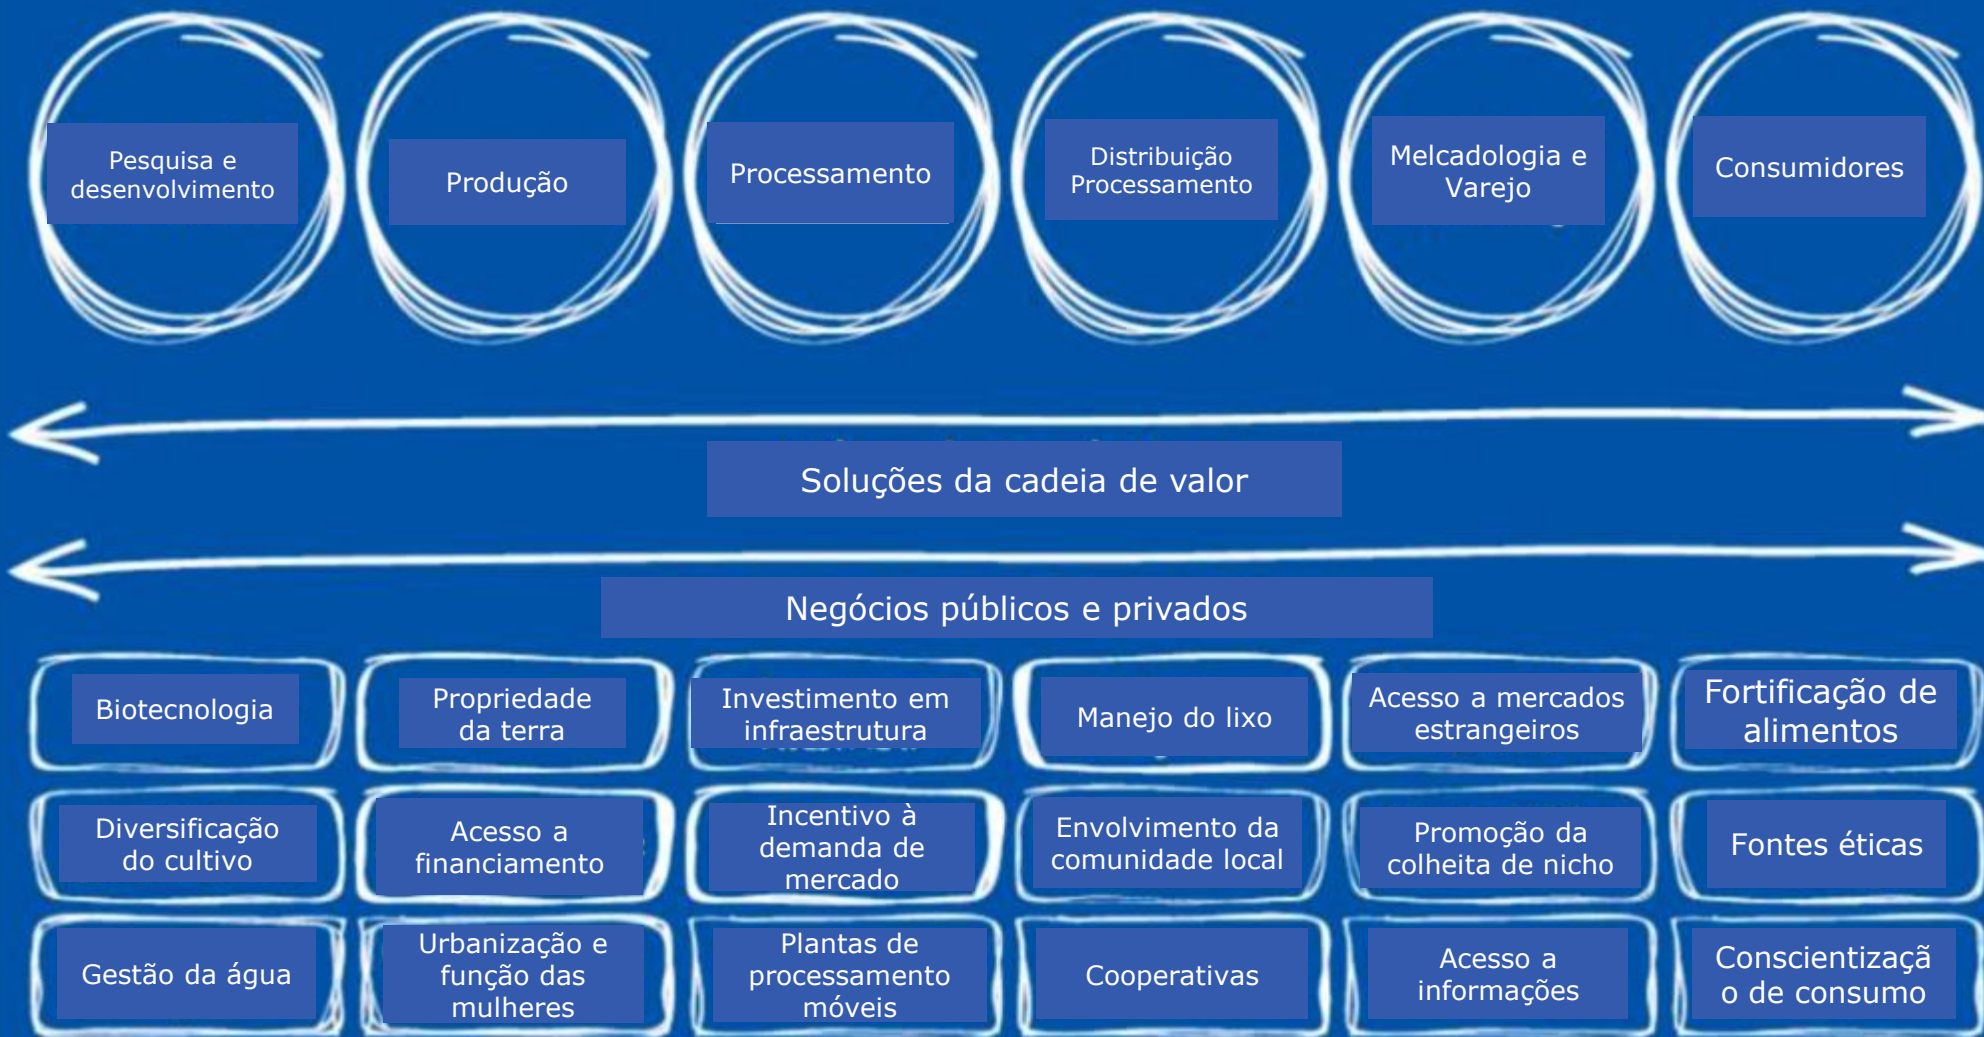 Pesquisa e
desenvolvimento
Produção
Processamento
Distribuição
Processamento
Melcadologia e
Varejo
Consumidores
Soluções da cadeia de valor
Negócios públicos e privados
Biotecnologia
Propriedade
da terra
Investimento em
infraestrutura
Manejo do lixo
Acesso a mercados
estrangeiros
Fortificação de
alimentos
Diversificação
do cultivo
Acesso a
financiamento
Incentivo à
demanda de
mercado
Envolvimento da
comunidade local
Promoção da
colheita de nicho
Fontes éticas
Gestão da água
Urbanização e
função das
mulheres
Plantas de
processamento
móveis
Cooperativas
Acesso a
informações
Conscientizaçã
o de consumo